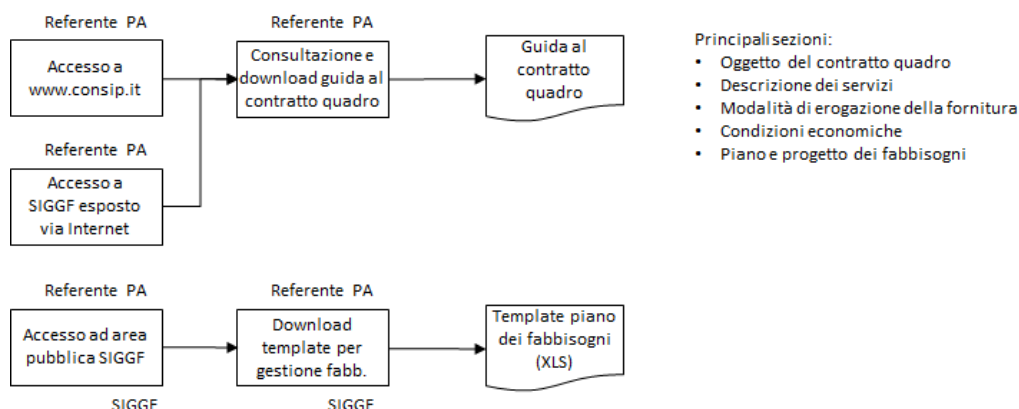 Referente PA
Referente PA
Accesso a
www.consip.it
Consultazione e
download guida al
contratto quadro
Guida al
contratto
quadro
Principali sezioni:
• Oggetto del contratto quadro
• Descrizione dei servizi
• Modalità di erogazione della fornitura
• Condizioni economiche
• Piano e progetto dei fabbisogni
Referente PA
Accesso a
SIGGF esposto
via Internet
Referente PA
Referente PA
Accesso ad area
pubblica SIGGF
Download
template per
gestione fabb.
Template piano
dei fabbisogni
(XLS)
SIGGF
SIGGF